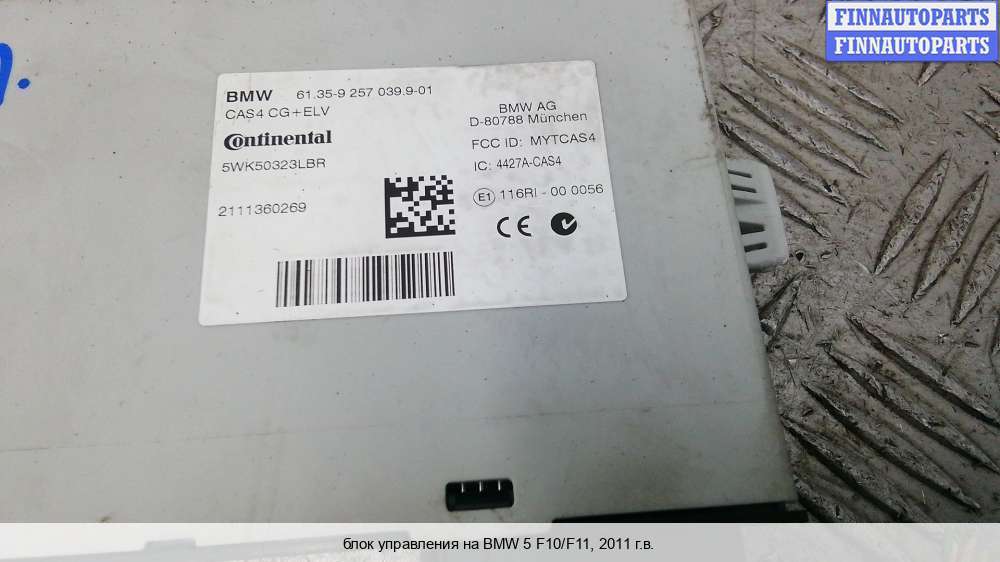 FINNAUTOPARTS
FINNAUTOPARTS
BMW 61.35-9 257 039.9-01
CAS4 CG+ELV
Continental
5WK50323LBR
2111360269
BMW AG
D-80788 München
FCC ID: MYTCAS4
IC: 4427A-CAS4
E1 116RI - 00 0056
CE
блок управления на BMW 5 F10/F11, 2011 г.в.